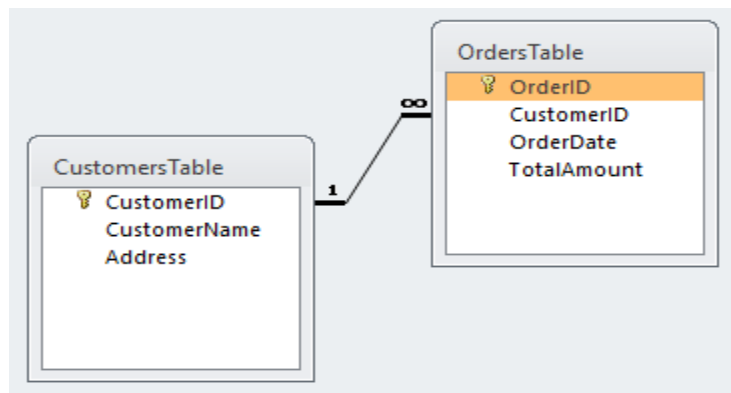 CustomersTable
CustomerID
CustomerName
Address
1
∞
OrdersTable
OrderID
CustomerID
OrderDate
TotalAmount